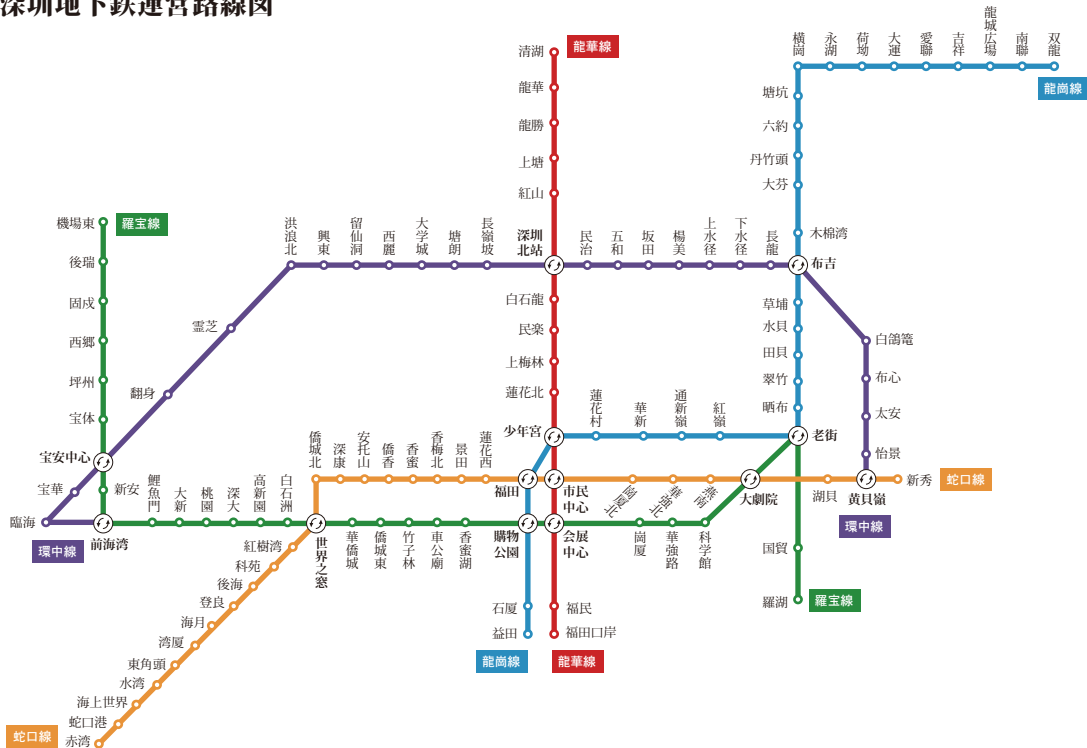 深圳地下鉄運営路線図
清湖
龍華線
龍華
龍勝
上塘
紅山
深圳
北站
白石龍
民楽
上梅林
蓮花北
少年宮
市民
中心
会展
中心
福民
福田口岸
龍華線
横崗
永湖
荷坳
大運
愛聯
吉祥
龍城広場
南聯
双龍
龍崗線
塘坑
六約
丹竹頭
大芬
木棉湾
布吉
草埔
水貝
田貝
翠竹
晒布
老街
蓮花村
華新
通新嶺
紅嶺
福田
購物
公園
石厦
益田
龍崗線
機場東
羅宝線
後瑞
固戍
西郷
坪州
宝体
宝安中心
新安
前海湾
鯉魚門
大新
桃園
深大
高新園
白石洲
世界之窓
華僑城
僑城東
竹子林
車公廟
香蜜湖
崗厦
華強路
科学館
大劇院
国貿
羅湖
羅宝線
洪浪北
興東
留仙洞
西麗
大学城
塘朗
長嶺坡
民治
五和
坂田
楊美
上水径
下水径
長龍
白鴿篭
布心
太安
怡景
黄貝嶺
環中線
霊芝
翻身
宝華
臨海
環中線
僑城北
深康
安托山
僑香
香蜜
香梅北
景田
蓮花西
崗厦北
華強北
燕南
湖貝
新秀
蛇口線
紅樹湾
科苑
後海
登良
海月
湾厦
東角頭
水湾
海上世界
蛇口港
赤湾
蛇口線